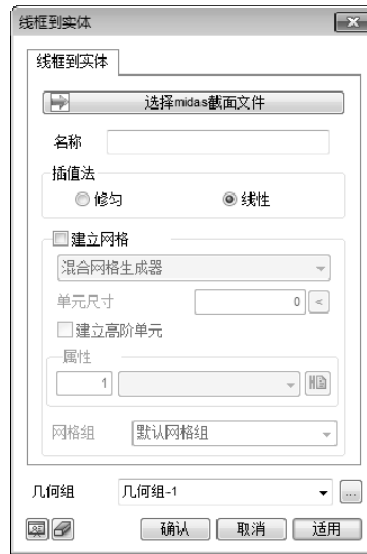 线框到实体
线框到实体
选择midas截面文件
名称
插值法
修匀 线性
建立网格
混合网格生成器
单元尺寸 0 <
建立高阶单元
属性
1
网格组 默认网格组
几何组 几何组-1 ...
确认 取消 适用